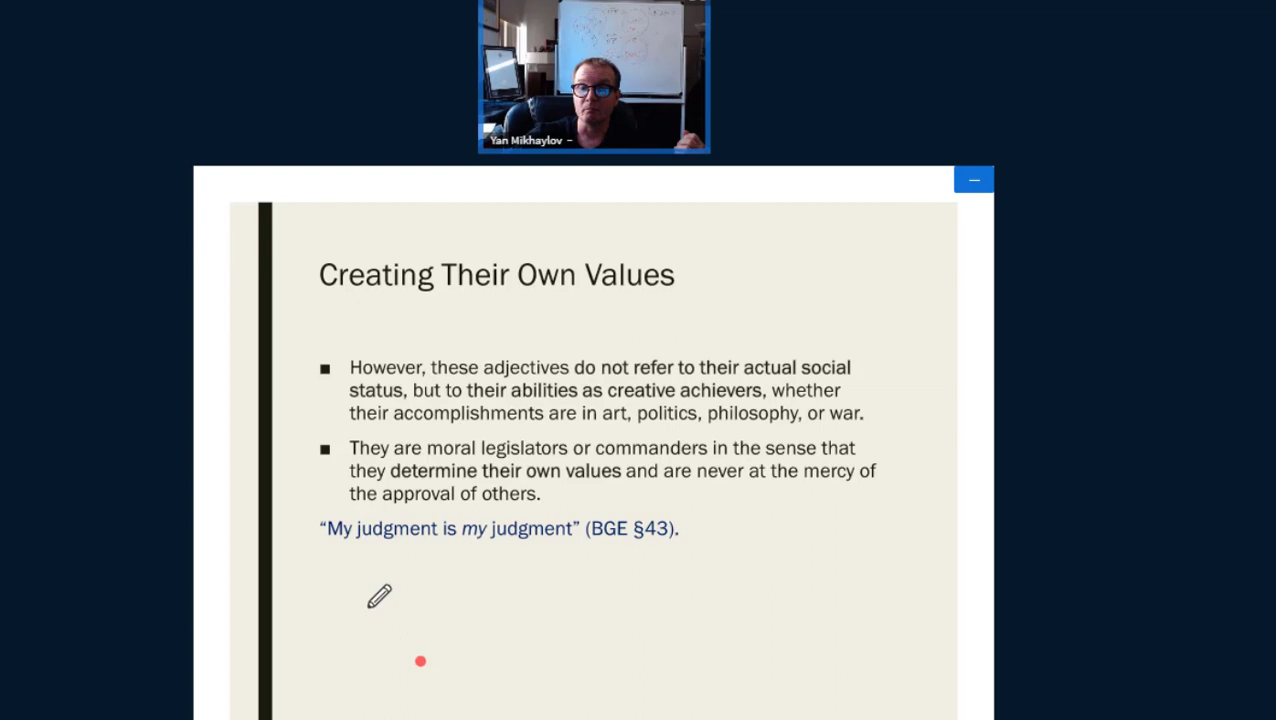 Yan Mikhaylov
Creating Their Own Values
■ However, these adjectives do not refer to their actual social
status, but to their abilities as creative achievers, whether
their accomplishments are in art, politics, philosophy, or war.
■ They are moral legislators or commanders in the sense that
they determine their own values and are never at the mercy of
the approval of others.
“My judgment is my judgment” (BGE §43).